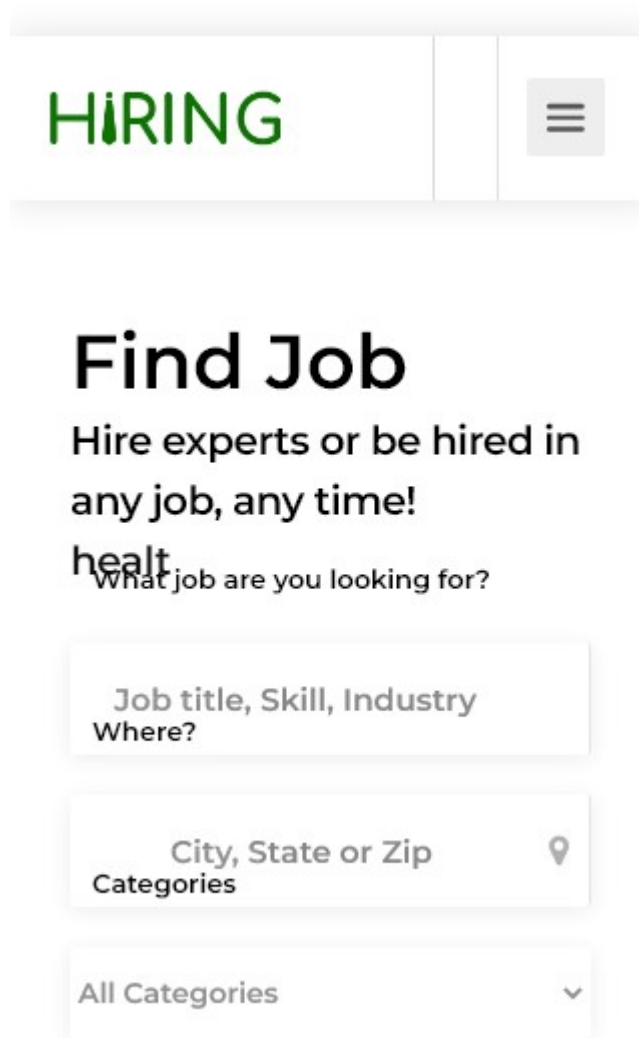 HIRING
Find Job
Hire experts or be hired in
any job, any time!
healt
What job are you looking for?
Job title, Skill, Industry
Where?
City, State or Zip
Categories
All Categories